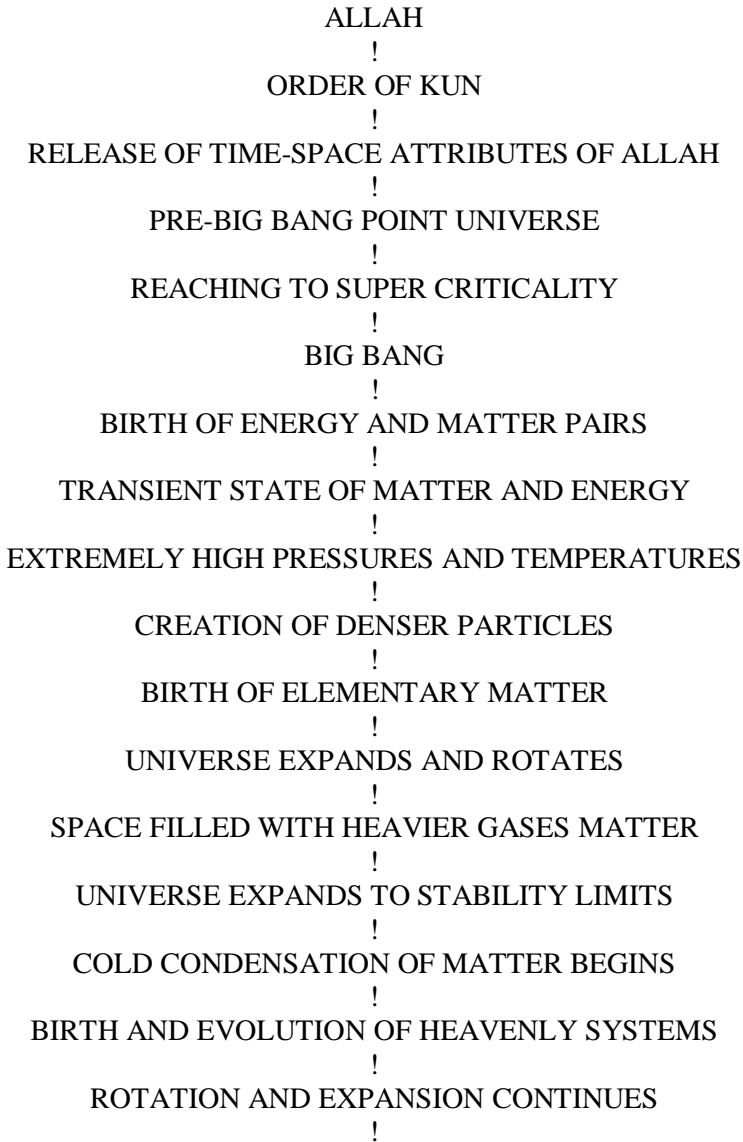 ALLAH
!
ORDER OF KUN
!
RELEASE OF TIME-SPACE ATTRIBUTES OF ALLAH
!
PRE-BIG BANG POINT UNIVERSE
!
REACHING TO SUPER CRITICALITY
!
BIG BANG
!
BIRTH OF ENERGY AND MATTER PAIRS
!
TRANSIENT STATE OF MATTER AND ENERGY
!
EXTREMELY HIGH PRESSURES AND TEMPERATURES
!
CREATION OF DENSER PARTICLES
!
BIRTH OF ELEMENTARY MATTER
!
UNIVERSE EXPANDS AND ROTATES
!
SPACE FILLED WITH HEAVIER GASES MATTER
!
UNIVERSE EXPANDS TO STABILITY LIMITS
!
COLD CONDENSATION OF MATTER BEGINS
!
BIRTH AND EVOLUTION OF HEAVENLY SYSTEMS
!
ROTATION AND EXPANSION CONTINUES
!